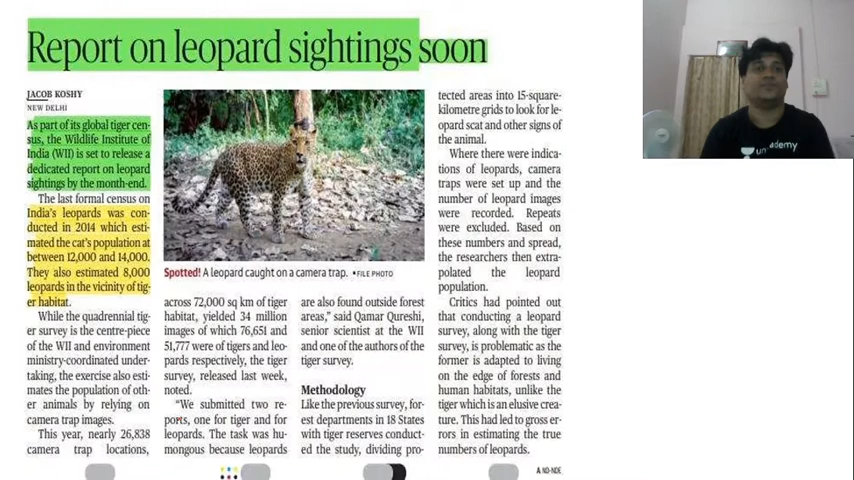 Report on leopard sightings soon
JACOB KOSHY
NEW DELHI
As part of its global tiger cen-
sus, the Wildlife Institute of
India (WII) is set to release a
dedicated report on leopard
sightings by the month-end.
The last formal census on
India's leopards was con-
ducted in 2014 which esti-
mated the cat's population at
between 12,000 and 14,000.
They also estimated 8,000
leopards in the vicinity of tig-
er habitat.
While the quadrennial tig-
er survey is the centre-piece
of the WII and environment
ministry-coordinated under-
taking, the exercise also esti-
mates the population of oth-
er animals by relying on
camera trap images.
This year, nearly 26,838
camera trap locations,
Spotted! A leopard caught on a camera trap. •FILE PHOTO
across 72,000 sq km of tiger
habitat, yielded 34 million
images of which 76,651 and
51,777 were of tigers and leo-
pards respectively, the tiger
survey, released last week,
noted.
“We submitted two re-
ports, one for tiger and for
leopards. The task was hu-
mongous because leopards
are also found outside forest
areas,” said Qamar Qureshi,
senior scientist at the WII
and one of the authors of the
tiger survey.
Methodology
Like the previous survey, for-
est departments in 18 States
with tiger reserves conduct-
ed the study, dividing pro-
tected areas into 15-square-
kilometre grids to look for le-
opard scat and other signs of
the animal.
Where there were indica-
tions of leopards, camera
traps were set up and the
number of leopard images
were recorded. Repeats
were excluded. Based on
these numbers and spread,
the researchers then extra-
polated the leopard
population.
Critics had pointed out
that conducting a leopard
survey, along with the tiger
survey, is problematic as the
former is adapted to living
on the edge of forests and
human habitats, unlike the
tiger which is an elusive crea-
ture. This had led to gross er-
rors in estimating the true
numbers of leopards.
A ND-NDE